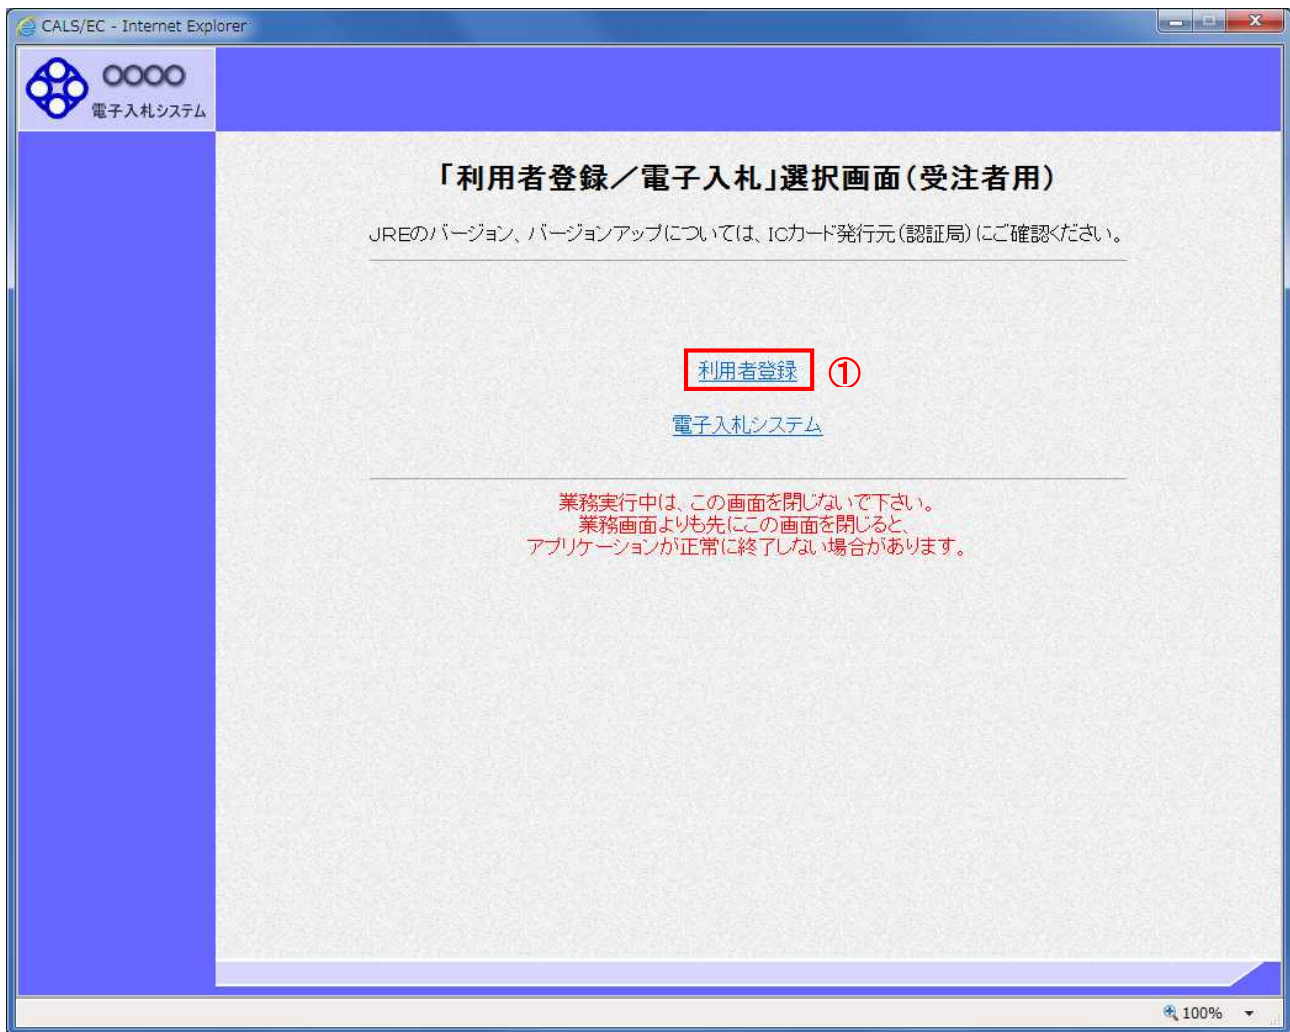 CALS/EC - Internet Explorer
○○○○
電子入札システム
「利用者登録／電子入札」選択画面(受注者用)
JREのバージョン、バージョンアップについては、ICカード発行元(認証局)にご確認ください。
利用者登録 ①
電子入札システム
業務実行中は、この画面を閉じないで下さい。
業務画面よりも先にこの画面を閉じると、
アプリケーションが正常に終了しない場合があります。
100%